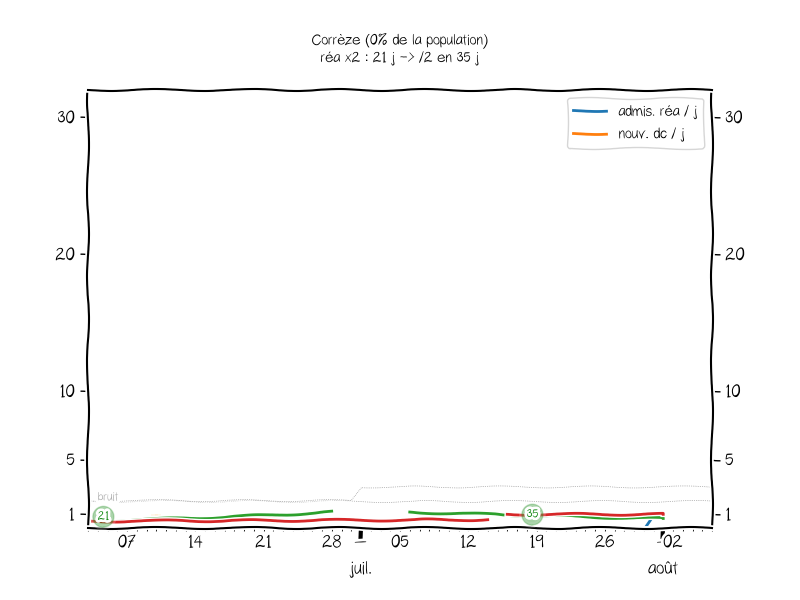 Corrèze (0% de la population)
réa x2 : 21 j -> /2 en 35 j
admis. réa / j
nouv. dc / j
30
30
20
20
10
10
5
5
bruit
1
21
35
1
07 14 21 28 – 05 12 19 26 02
juil. août